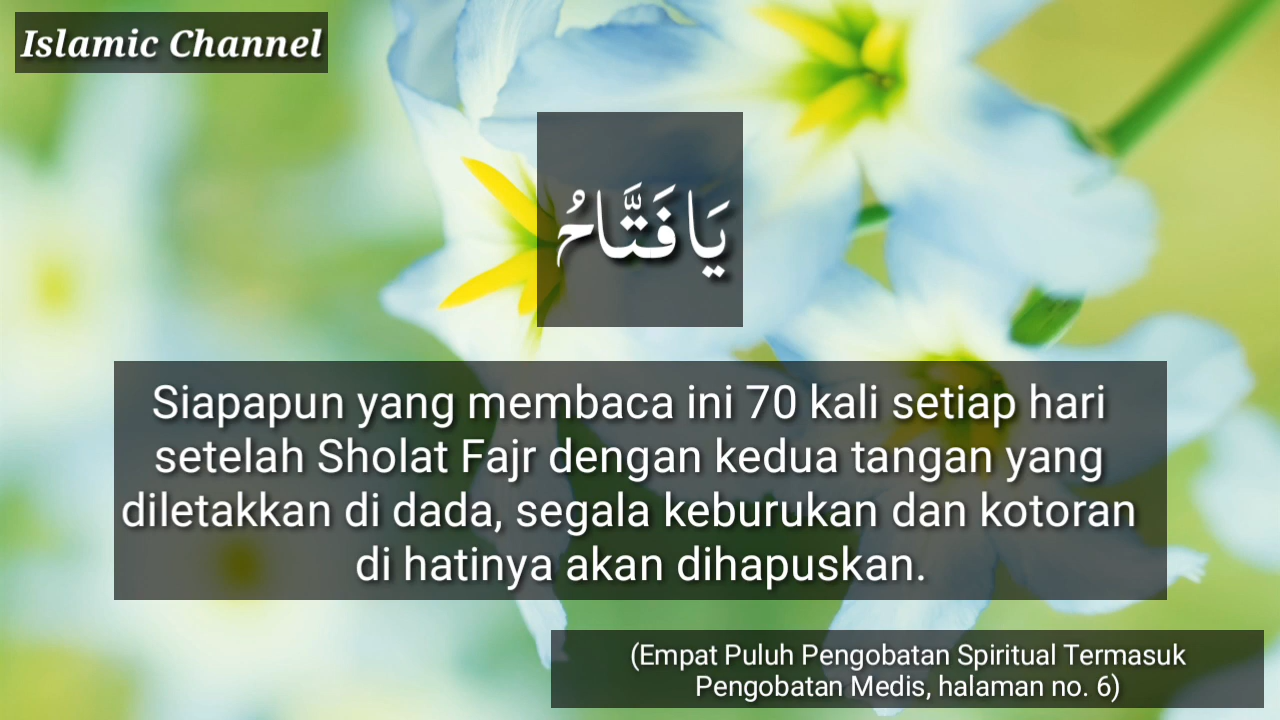 Islamic Channel
يَا فَتَّاحُ
Siapapun yang membaca ini 70 kali setiap hari
setelah Sholat Fajr dengan kedua tangan yang
diletakkan di dada, segala keburukan dan kotoran
di hatinya akan dihapuskan.
(Empat Puluh Pengobatan Spiritual Termasuk
Pengobatan Medis, halaman no. 6)